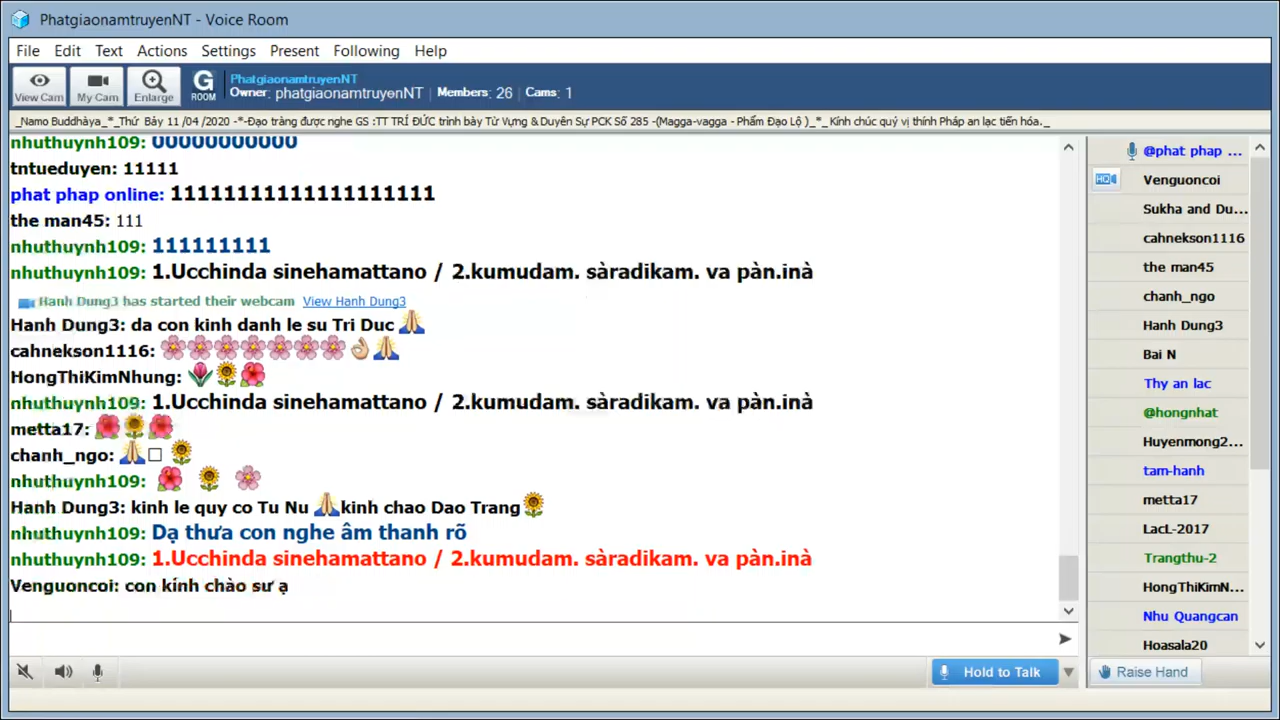 PhatgiaonamtruyenNT - Voice Room
File Edit Text Actions Settings Present Following Help
View Cam My Cam Enlarge G ROOM PhatgiaonamtruyenNT
Owner: phatgiaonamtruyenNT Members: 26 Cams: 1
_Namo Buddhàya_*_Thứ Bảy 11 /04 /2020 -*-Đạo tràng được nghe GS :TT TRÍ ĐỨC trình bày Từ Vựng & Duyên Sự PCK Số 285 -(Magga-vagga - Phẩm Đạo Lộ )_*_ Kính chúc quý vị thính Pháp an lạc tiến hóa._
nhuthuynh109: 00000000000
tntueduyen: 11111
phat phap online: 11111111111111111111
the man45: 111
nhuthuynh109: 111111111
nhuthuynh109: 1.Ucchinda sinehamattano / 2.kumudam. sàradikam. va pàn.inà
Hanh Dung3 has started their webcam View Hanh Dung3
Hanh Dung3: da con kinh danh le su Tri Duc
cahnekson1116:
HongThiKimNhung:
nhuthuynh109: 1.Ucchinda sinehamattano / 2.kumudam. sàradikam. va pàn.inà
metta17:
chanh_ngo:
nhuthuynh109:
Hanh Dung3: kinh le quy co Tu Nu kinh chao Dao Trang
nhuthuynh109: Dạ thưa con nghe âm thanh rõ
nhuthuynh109: 1.Ucchinda sinehamattano / 2.kumudam. sàradikam. va pàn.inà
Venguoncoi: con kính chào sư ạ
@phat phap ...
Venguoncoi
Sukha and Du...
cahnekson1116
the man45
chanh_ngo
Hanh Dung3
Bai N
Thy an lac
@hongnhat
Huyenmong2...
tam-hanh
metta17
LacL-2017
Trangthu-2
HongThiKimN...
Nhu Quangcan
Hoasala20
Hold to Talk Raise Hand